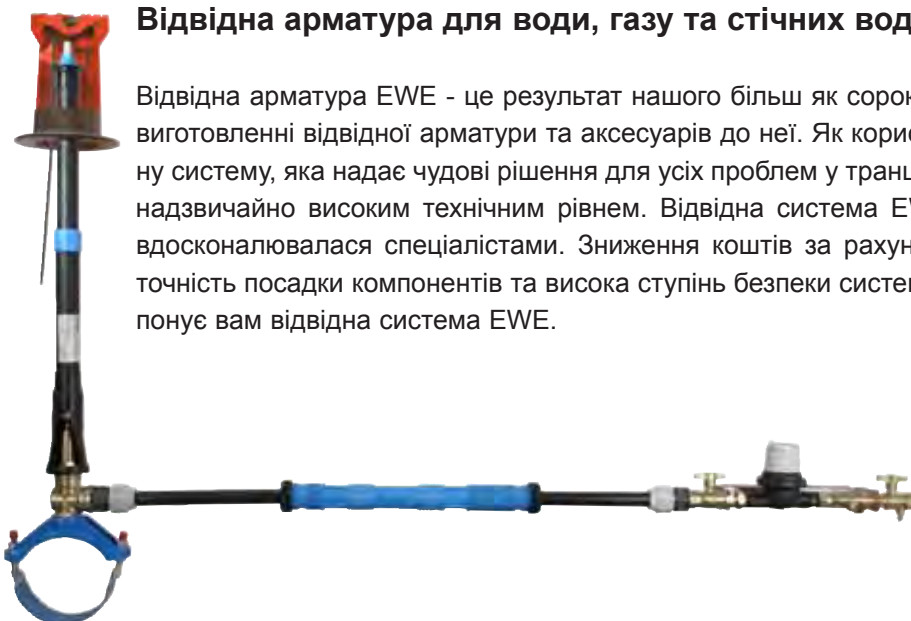 Відвідна арматура для води, газу та стічних вод
Відвідна арматура EWE - це результат нашого більш як сорок
виготовленні відвідної арматури та аксесуарів до неї. Як корис
ну систему, яка надає чудові рішення для усіх проблем у транш
надзвичайно високим технічним рівнем. Відвідна система EW
вдосконалювалася спеціалістами. Зниження коштів за рахун
точність посадки компонентів та висока ступінь безпеки систем
понує вам відвідна система EWE.